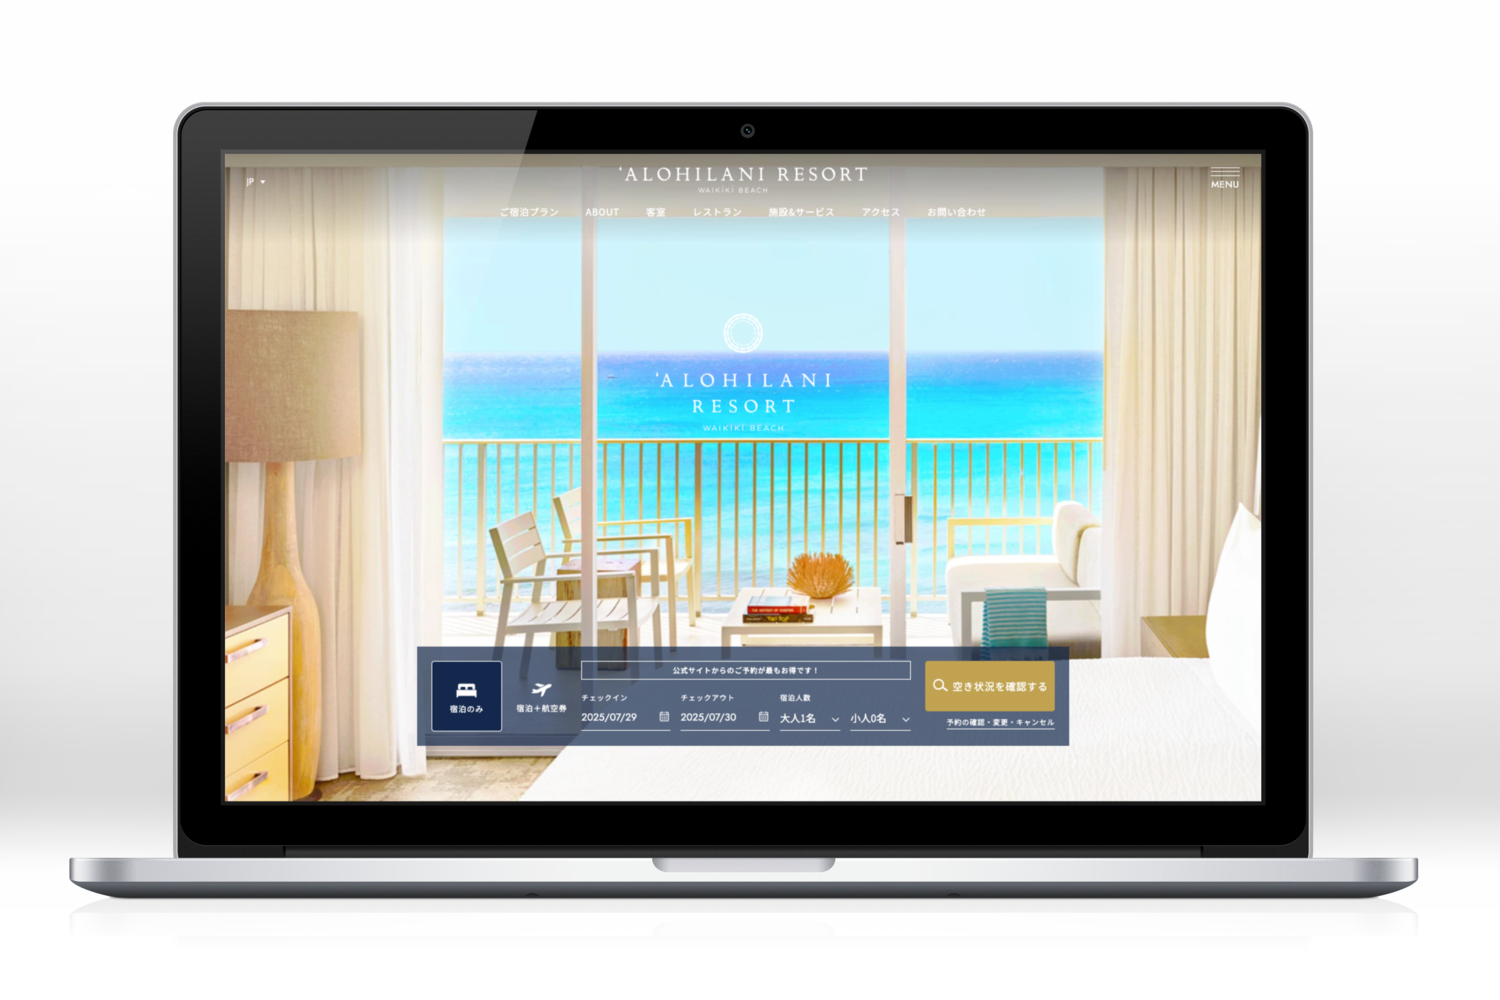 JP
ʻALOHILANI RESORT
WAIKĪKĪ BEACH
MENU
ご宿泊プラン ABOUT 客室 レストラン 施設&サービス アクセス お問い合わせ
ʻALOHILANI
RESORT
WAIKĪKĪ BEACH
宿泊のみ
宿泊＋航空券
公式サイトからのご予約が最もお得です！
チェックイン チェックアウト 宿泊人数
2025/07/29 2025/07/30 大人1名 小人0名
空き状況を確認する
予約の確認・変更・キャンセル